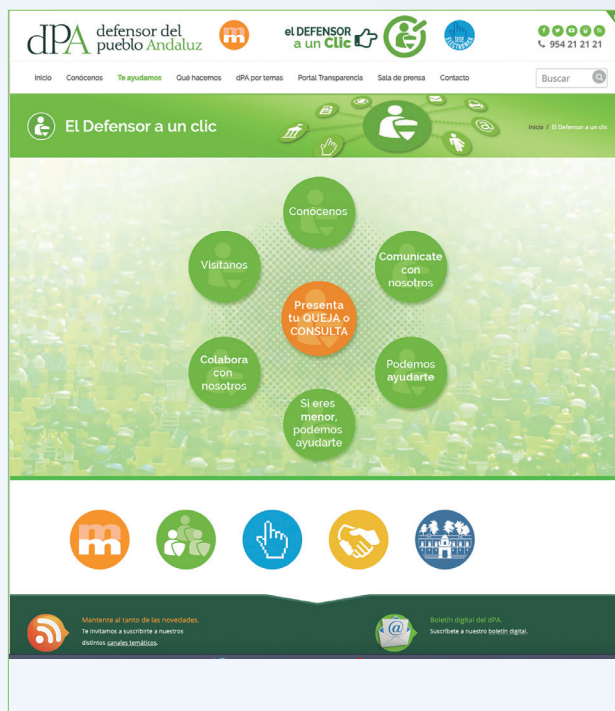 dPA defensor del
pueblo Andaluz
m
el DEFENSOR
a un Clic
SEDE
ELECTRÓNICA
954 21 21 21
Inicio Conócenos Te ayudamos Qué hacemos dPA por temas Portal Transparencia Sala de prensa Contacto
Buscar
El Defensor a un clic
Inicio / El Defensor a un clic
Conócenos
Visítanos
Comunícate
con
nosotros
Presenta
tu QUEJA o
CONSULTA
Colabora
con
nosotros
Podemos
ayudarte
Si eres
menor,
podemos
ayudarte
m
Mantente al tanto de las novedades.
Te invitamos a suscribirte a nuestros
distintos canales temáticos.
@
Boletín digital del dPA.
Suscríbete a nuestro boletín digital.